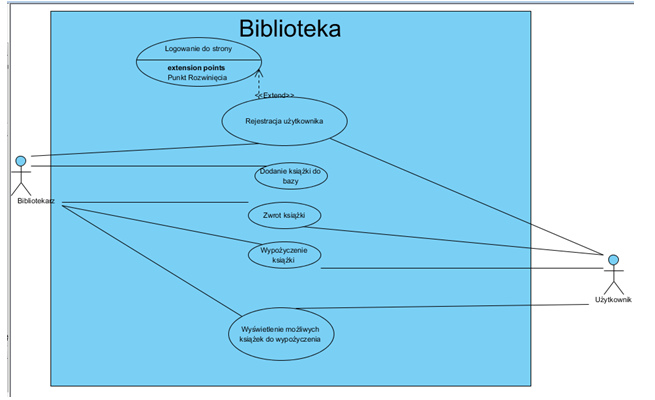 Biblioteka
Logowanie do strony
extension points
Punkt Rozwinięcia
<<Extend>>
Rejestracja użytkownika
Dodanie książki do
bazy
Bibliotekarz
Zwrot książki
Wypożyczenie
książki
Użytkownik
Wyświetlenie możliwych
książek do wypożyczenia